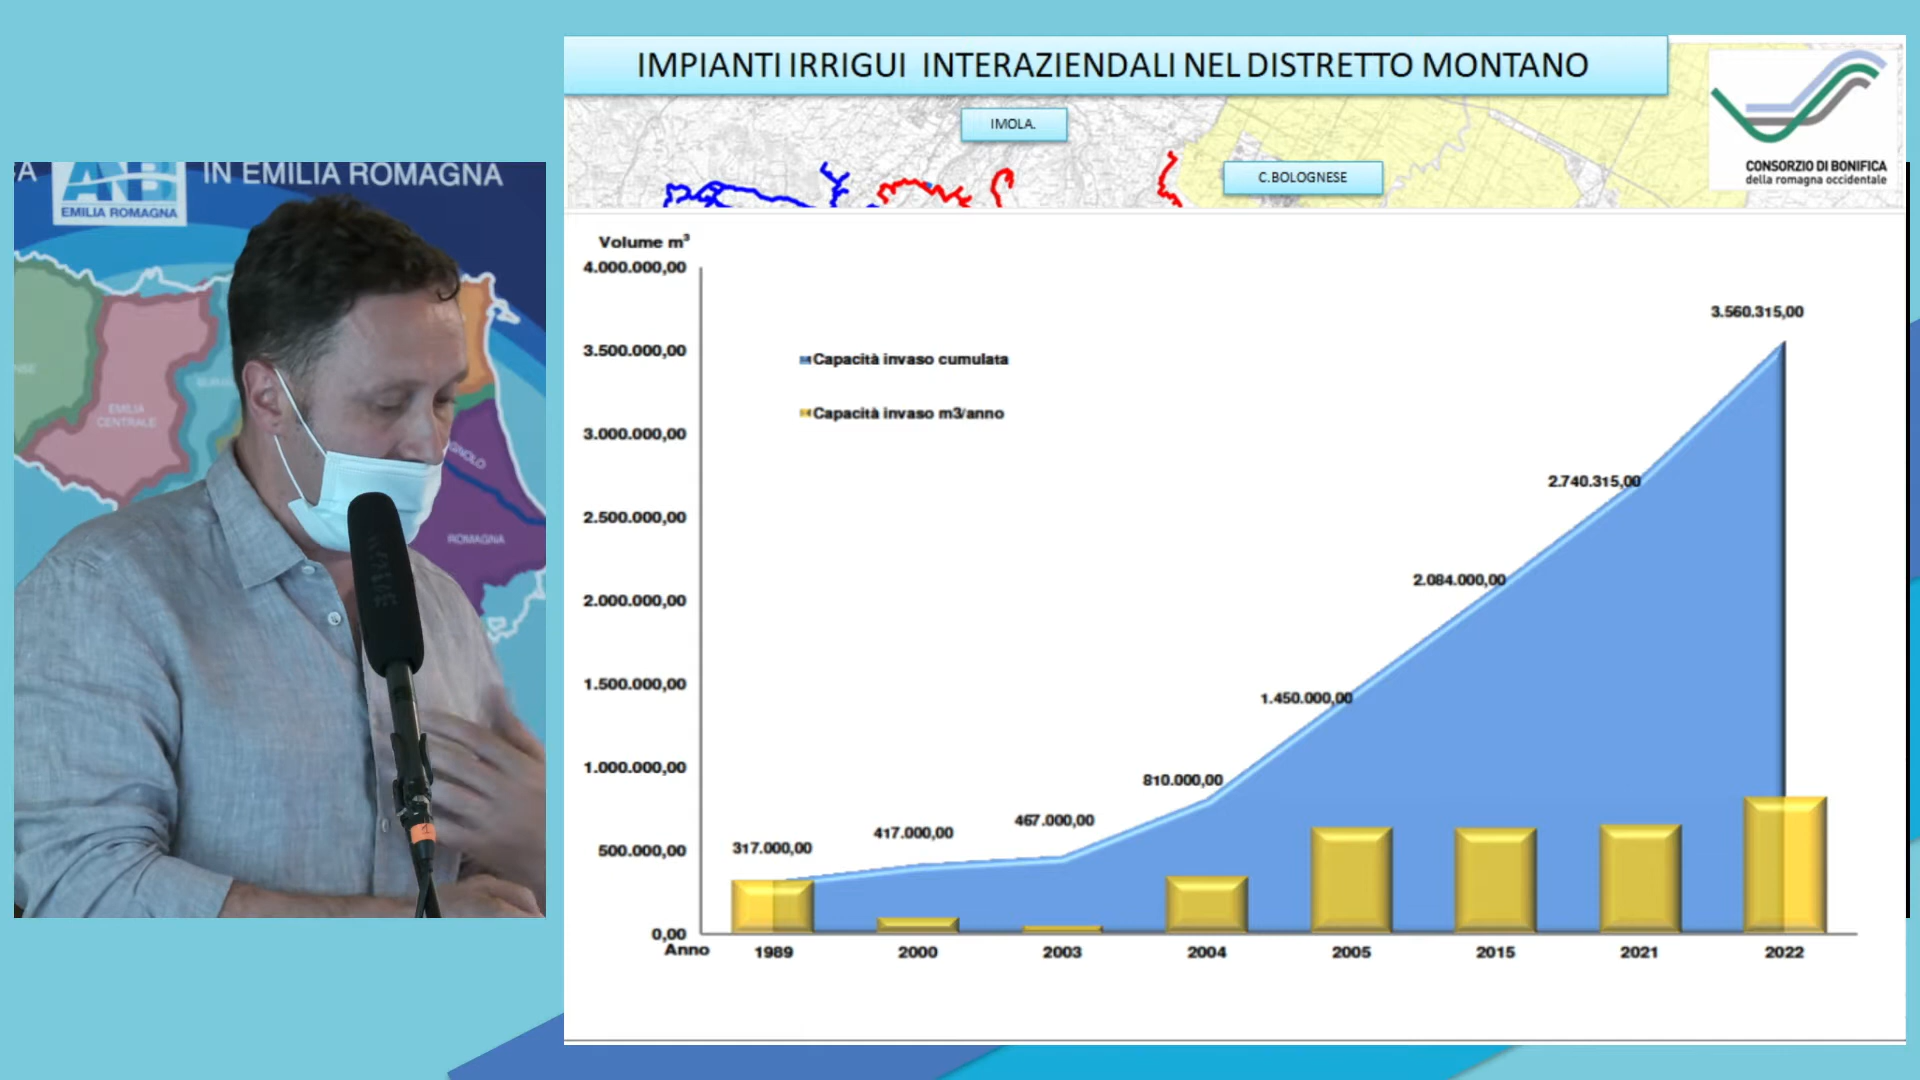 IN EMILIA ROMAGNA
EMILIA ROMAGNA
EMILIA
CENTRALE
ROMAGNA
IMPIANTI IRRIGUI INTERAZIENDALI NEL DISTRETTO MONTANO
IMOLA.
C.BOLOGNESE
CONSORZIO DI BONIFICA
della romagna occidentale
Volume m³
4.000.000,00
3.500.000,00
3.000.000,00
2.500.000,00
2.000.000,00
1.500.000,00
1.000.000,00
500.000,00
0,00
Capacità invaso cumulata
Capacità invaso m3/anno
317.000,00
417.000,00
467.000,00
810.000,00
1.450.000,00
2.084.000,00
2.740.315,00
3.560.315,00
Anno
1989
2000
2003
2004
2005
2015
2021
2022